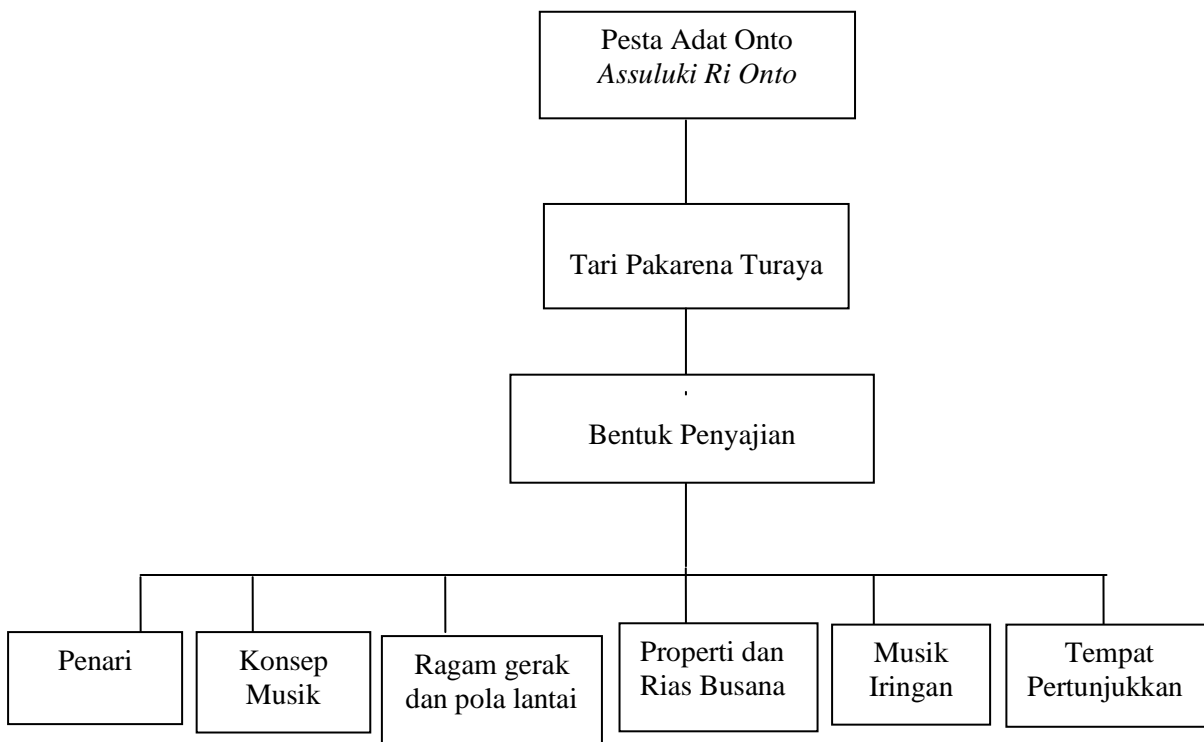 Pesta Adat Onto
Assuluki Ri Onto
Tari Pakarena Turaya
Bentuk Penyajian
Penari
Konsep
Musik
Ragam gerak
dan pola lantai
Properti dan
Rias Busana
Musik
Iringan
Tempat
Pertunjukkan